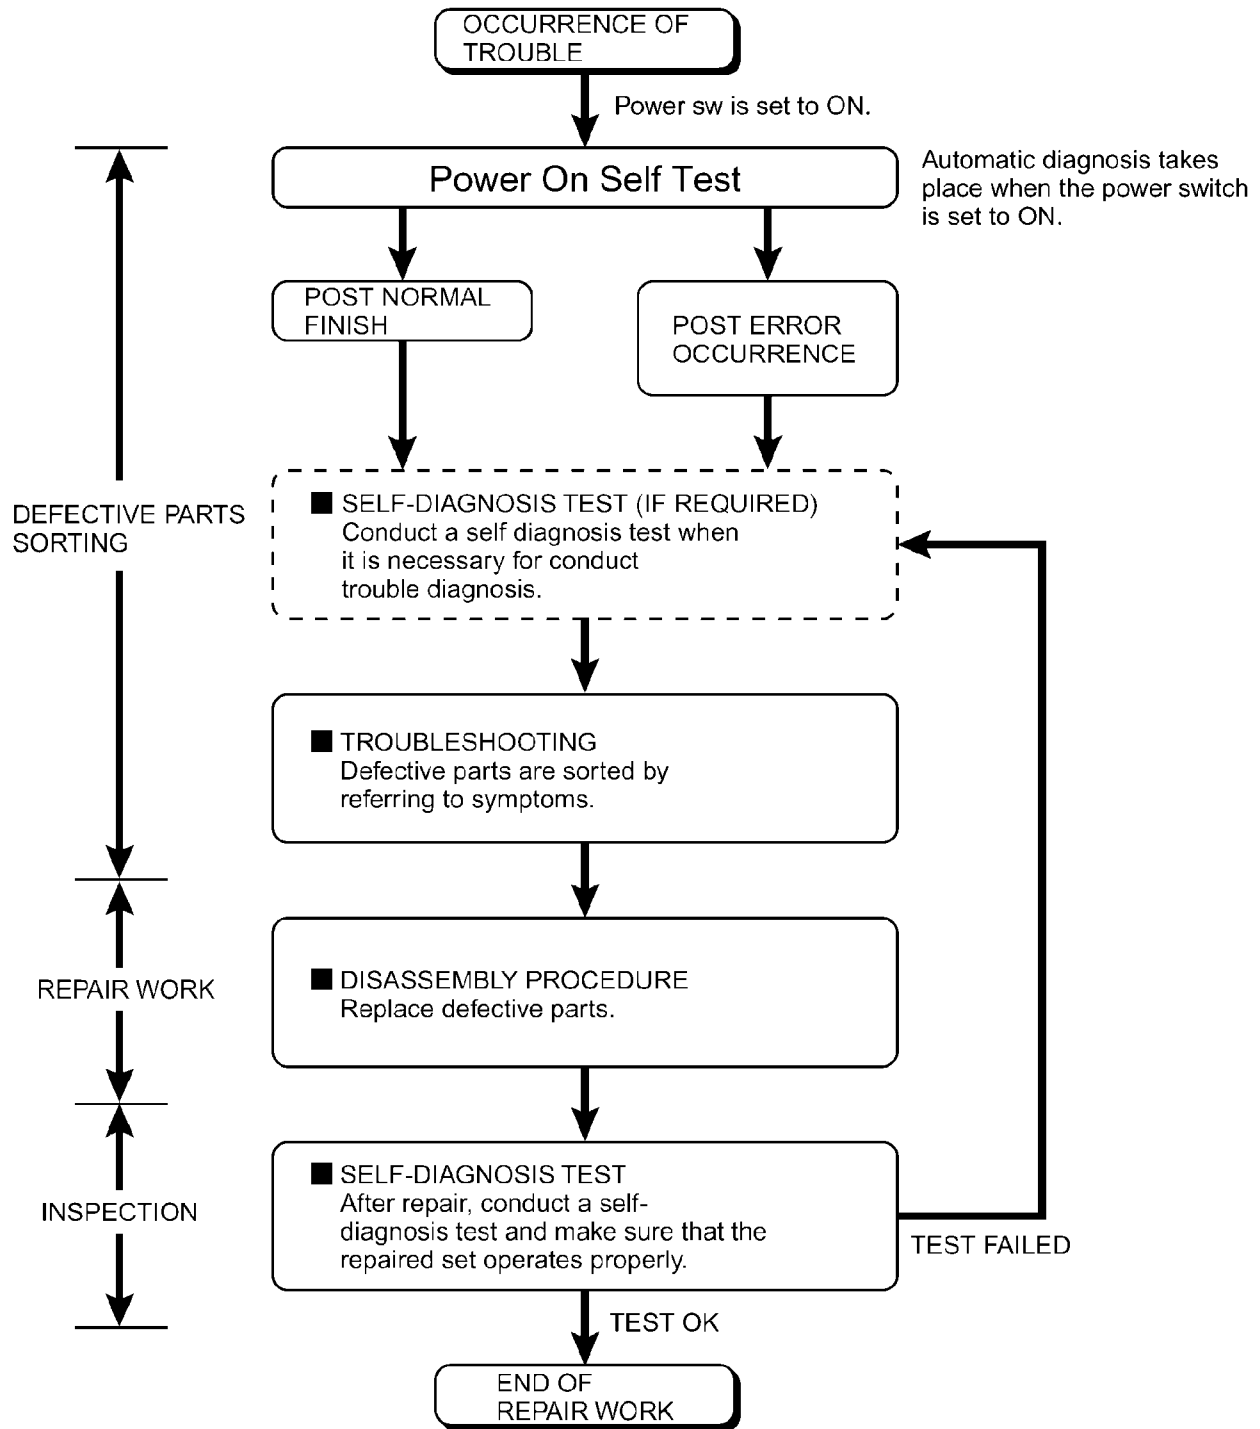 OCCURRENCE OF
TROUBLE
Power sw is set to ON.
Power On Self Test
Automatic diagnosis takes
place when the power switch
is set to ON.
POST NORMAL
FINISH
POST ERROR
OCCURRENCE
DEFECTIVE PARTS
SORTING
■ SELF-DIAGNOSIS TEST (IF REQUIRED)
Conduct a self diagnosis test when
it is necessary for conduct
trouble diagnosis.
■ TROUBLESHOOTING
Defective parts are sorted by
referring to symptoms.
REPAIR WORK
■ DISASSEMBLY PROCEDURE
Replace defective parts.
INSPECTION
■ SELF-DIAGNOSIS TEST
After repair, conduct a self-
diagnosis test and make sure that the
repaired set operates properly.
TEST FAILED
TEST OK
END OF
REPAIR WORK